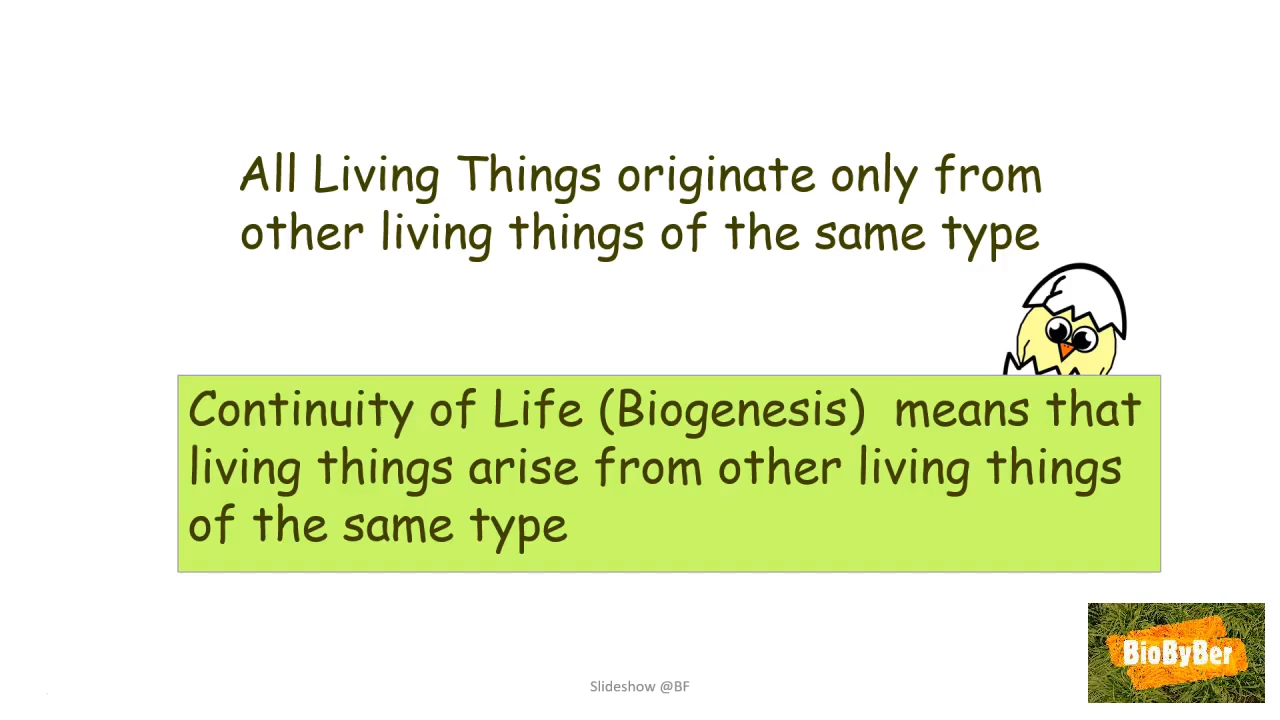 All Living Things originate only from
other living things of the same type
Continuity of Life (Biogenesis)  means that
living things arise from other living things
of the same type
BioByBer
Slideshow @BF